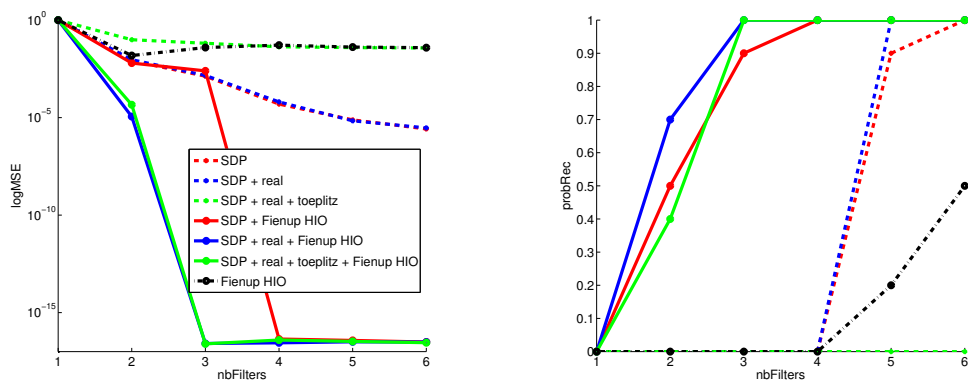 10^0
10^-5
10^-10
10^-15
logMSE
1 2 3 4 5 6
nbFilters
SDP
SDP + real
SDP + real + toeplitz
SDP + Fienup HIO
SDP + real + Fienup HIO
SDP + real + toeplitz + Fienup HIO
Fienup HIO
1
0.9
0.8
0.7
0.6
0.5
0.4
0.3
0.2
0.1
0
probRec
1 2 3 4 5 6
nbFilters